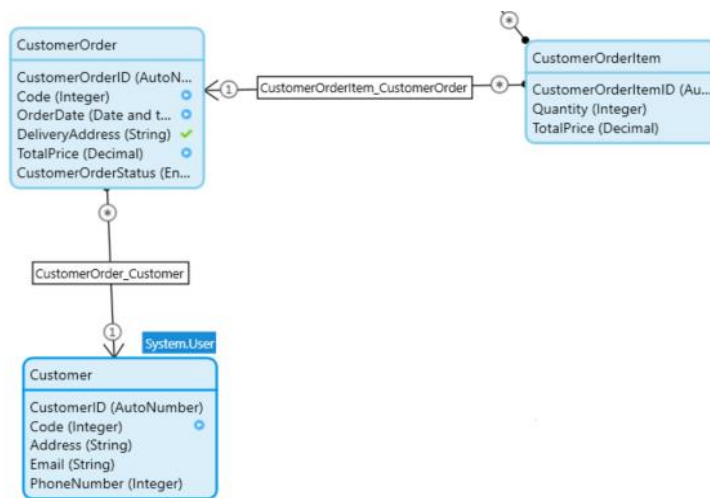 CustomerOrder
CustomerOrderID (AutoN...
Code (Integer)
OrderDate (Date and t...
DeliveryAddress (String)
TotalPrice (Decimal)
CustomerOrderStatus (En...
1
CustomerOrderItem_CustomerOrder
*
*
CustomerOrderItem
CustomerOrderItemID (Au...
Quantity (Integer)
TotalPrice (Decimal)
*
CustomerOrder_Customer
1
System.User
Customer
CustomerID (AutoNumber)
Code (Integer)
Address (String)
Email (String)
PhoneNumber (Integer)